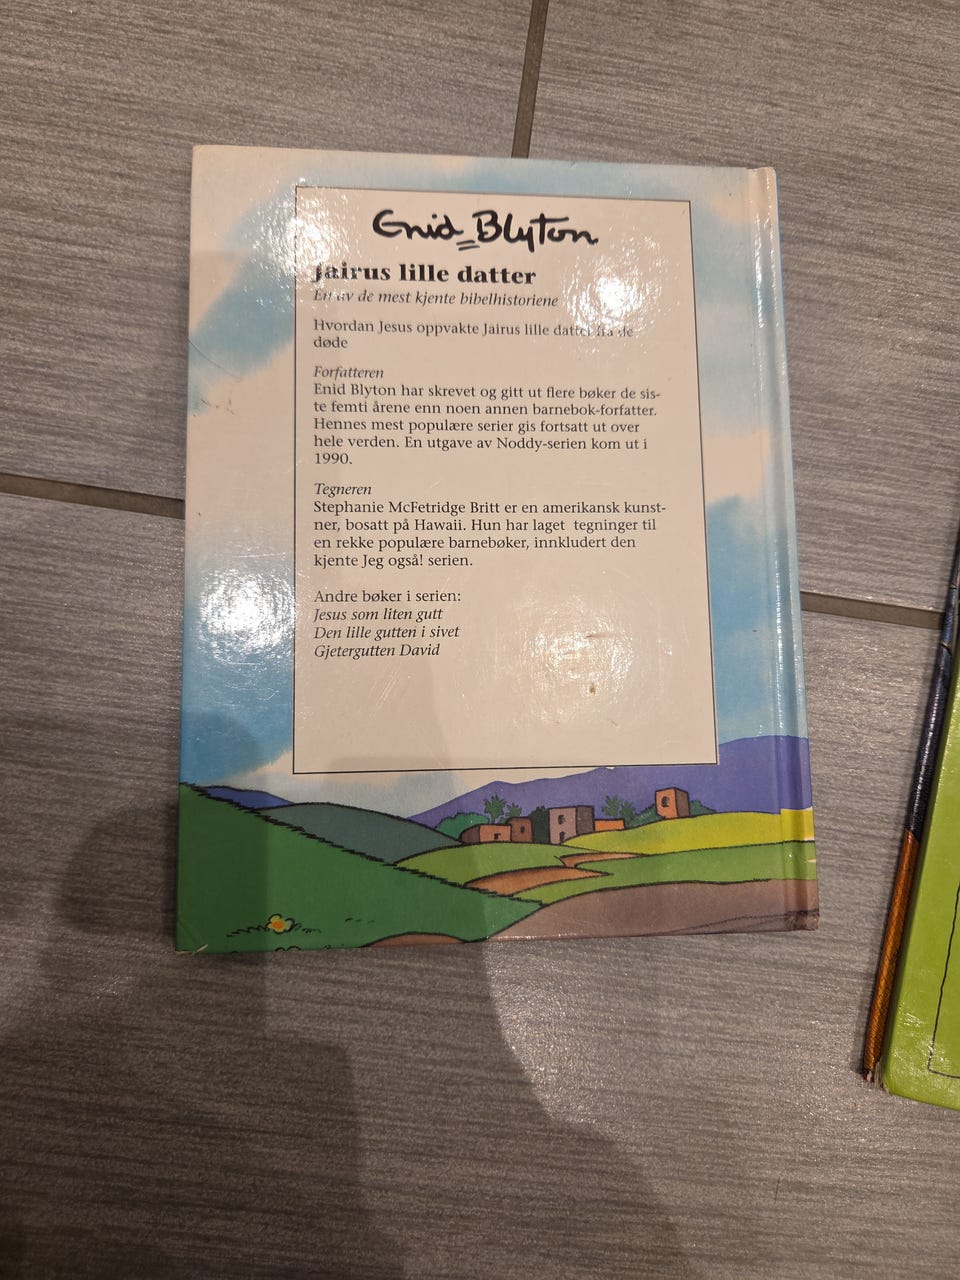 Enid Blyton
Jairus lille datter
En av de mest kjente bibelhistoriene
Hvordan Jesus oppvakte Jairus lille datter fra de
døde
Forfatteren
Enid Blyton har skrevet og gitt ut flere bøker de sis-
te femti årene enn noen annen barnebok-forfatter.
Hennes mest populære serier gis fortsatt ut over
hele verden. En utgave av Noddy-serien kom ut i
1990.
Tegneren
Stephanie McFetridge Britt er en amerikansk kunst-
ner, bosatt på Hawaii. Hun har laget tegninger til
en rekke populære barnebøker, innkludert den
kjente Jeg også! serien.
Andre bøker i serien:
Jesus som liten gutt
Den lille gutten i sivet
Gjetergutten David